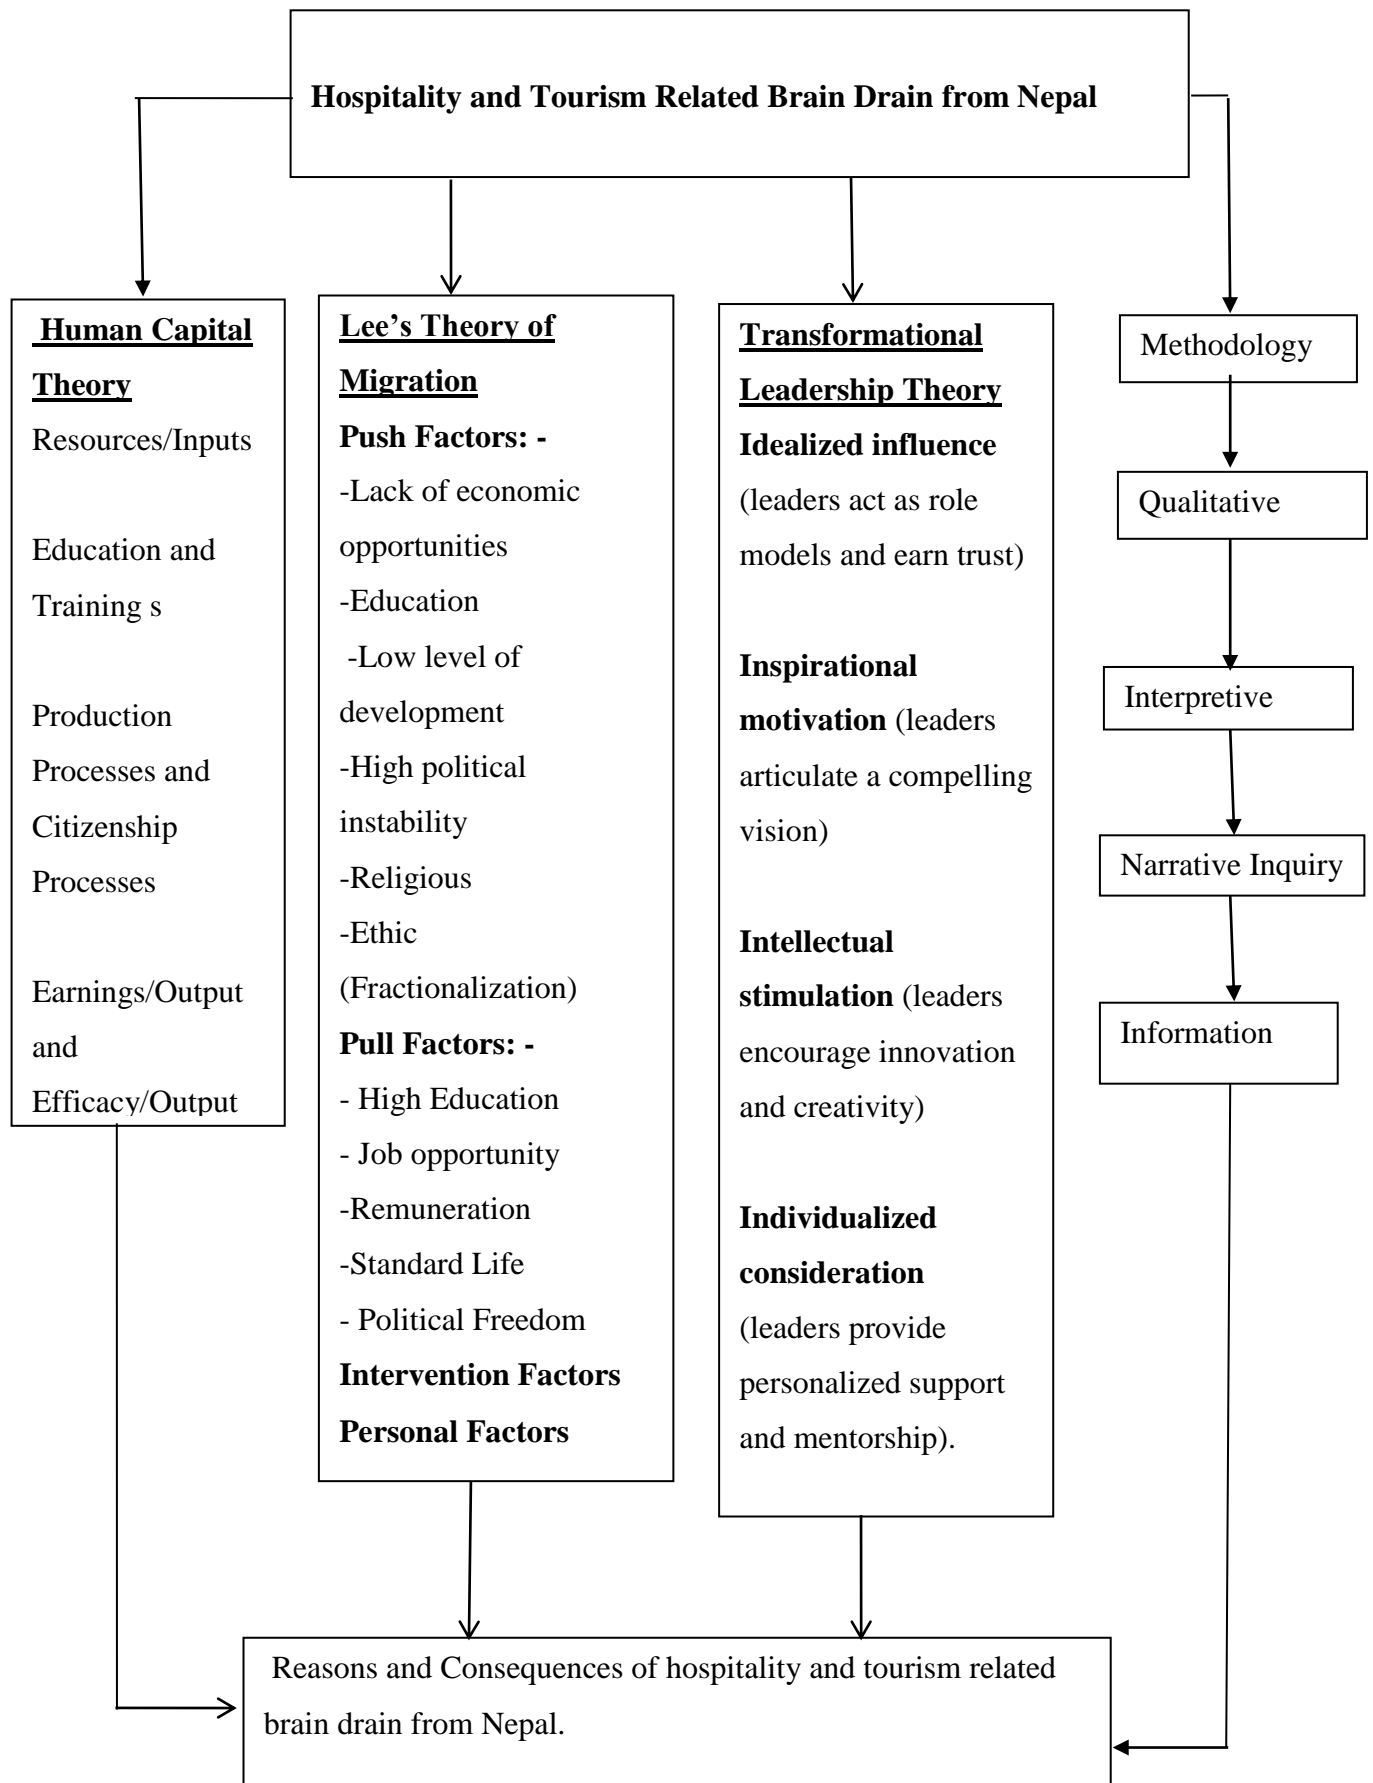 Hospitality and Tourism Related Brain Drain from Nepal
Human Capital
Theory
Resources/Inputs
Education and
Training s
Production
Processes and
Citizenship
Processes
Earnings/Output
and
Efficacy/Output
Lee’s Theory of
Migration
Push Factors: -
-Lack of economic
opportunities
-Education
-Low level of
development
-High political
instability
-Religious
-Ethic
(Fractionalization)
Pull Factors: -
- High Education
- Job opportunity
-Remuneration
-Standard Life
- Political Freedom
Intervention Factors
Personal Factors
Transformational
Leadership Theory
Idealized influence
(leaders act as role
models and earn trust)
Inspirational
motivation (leaders
articulate a compelling
vision)
Intellectual
stimulation (leaders
encourage innovation
and creativity)
Individualized
consideration
(leaders provide
personalized support
and mentorship).
Methodology
Qualitative
Interpretive
Narrative Inquiry
Information
Reasons and Consequences of hospitality and tourism related
brain drain from Nepal.